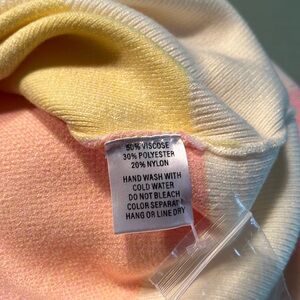 50% VISCOSE
30% POLYESTER
20% NYLON
HAND WASH WITH
COLD WATER
DO NOT BLEACH
COLOR SEPARAT
HANG OR LINE DRY